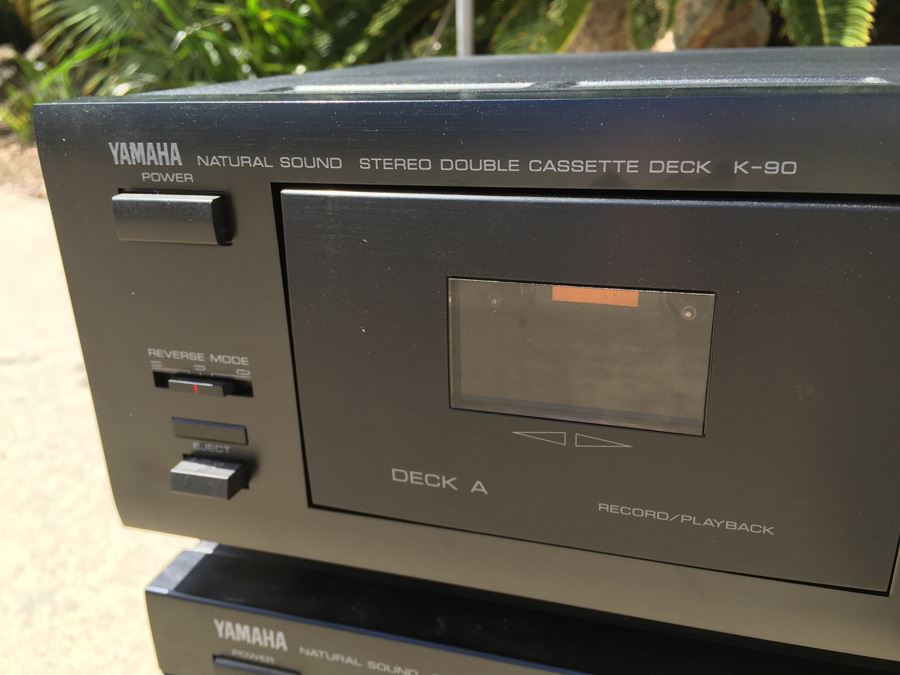 YAMAHA NATURAL SOUND STEREO DOUBLE CASSETTE DECK K-90
POWER
REVERSE MODE
EJECT
DECK A
RECORD/PLAYBACK
YAMAHA NATURAL SOUND
POWER